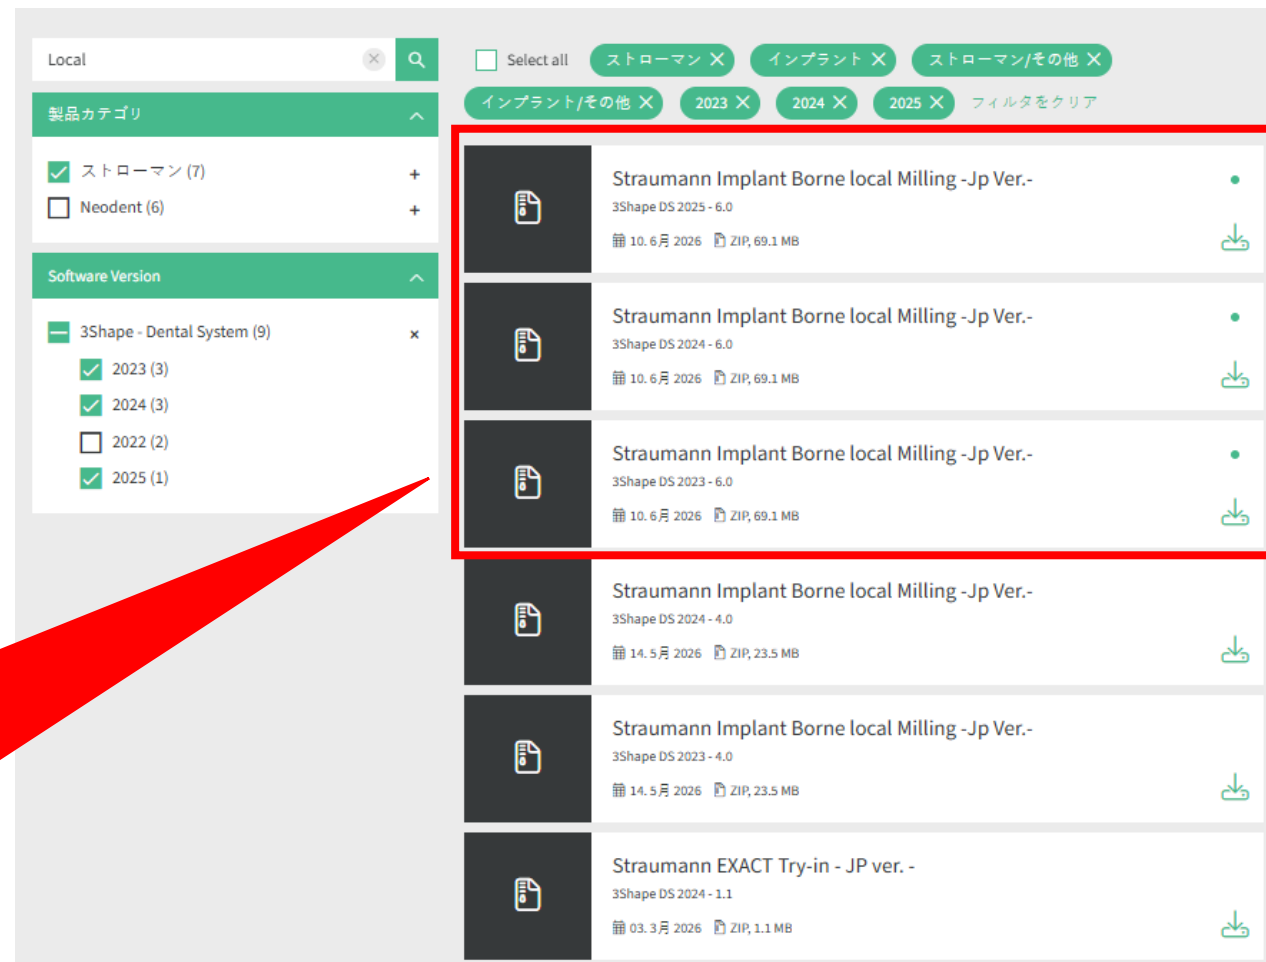 Local
製品カテゴリ
ストローマン (7)
Neodent (6)
Software Version
3Shape - Dental System (9)
2023 (3)
2024 (3)
2022 (2)
2025 (1)
Select all ストローマン インプラント ストローマン/その他
インプラント/その他 2023 2024 2025 フィルタをクリア
Straumann Implant Borne local Milling -Jp Ver.-
3Shape DS 2025 - 6.0
10. 6月 2026 ZIP, 69.1 MB
Straumann Implant Borne local Milling -Jp Ver.-
3Shape DS 2024 - 6.0
10. 6月 2026 ZIP, 69.1 MB
Straumann Implant Borne local Milling -Jp Ver.-
3Shape DS 2023 - 6.0
10. 6月 2026 ZIP, 69.1 MB
Straumann Implant Borne local Milling -Jp Ver.-
3Shape DS 2024 - 4.0
14. 5月 2026 ZIP, 23.5 MB
Straumann Implant Borne local Milling -Jp Ver.-
3Shape DS 2023 - 4.0
14. 5月 2026 ZIP, 23.5 MB
Straumann EXACT Try-in - JP ver. -
3Shape DS 2024 - 1.1
03. 3月 2026 ZIP, 1.1 MB